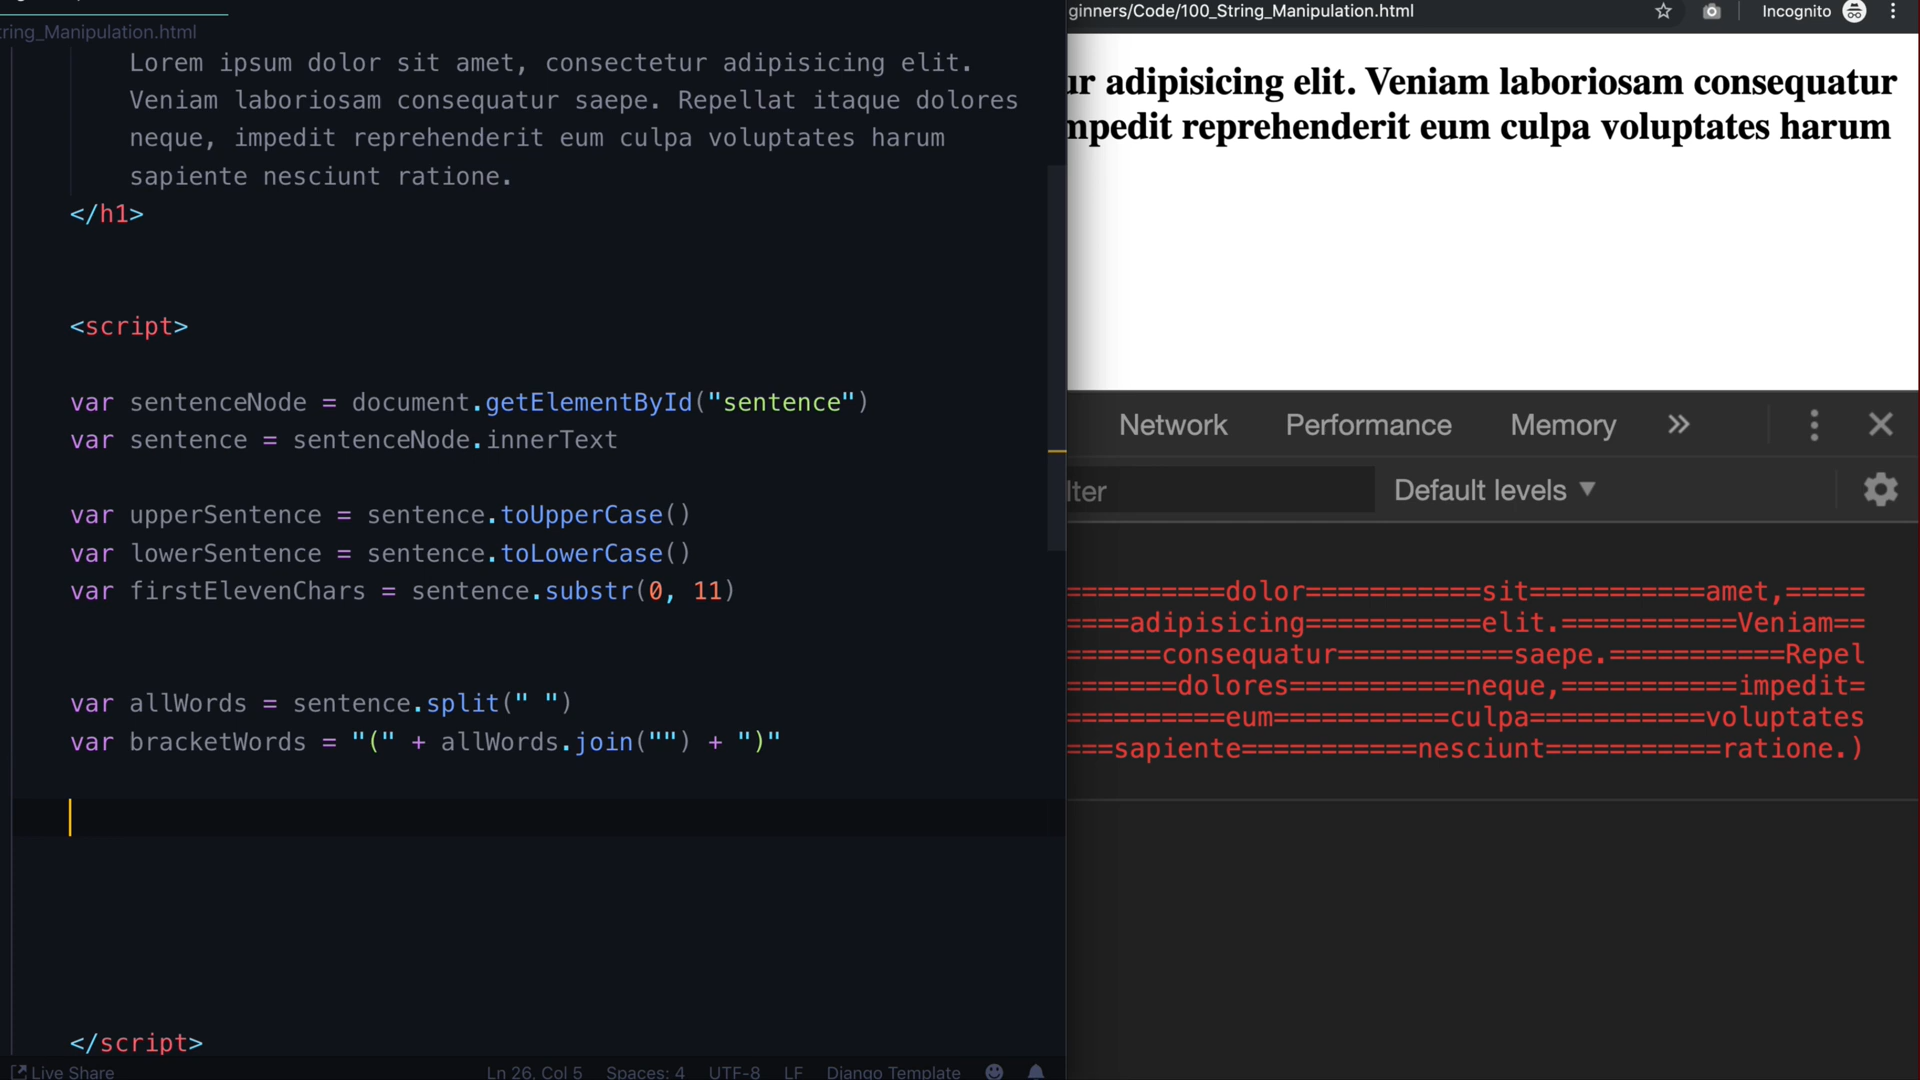 ring_Manipulation.html
Lorem ipsum dolor sit amet, consectetur adipisicing elit.
Veniam laboriosam consequatur saepe. Repellat itaque dolores
neque, impedit reprehenderit eum culpa voluptates harum
sapiente nesciunt ratione.
</h1>
<script>
var sentenceNode = document.getElementById("sentence")
var sentence = sentenceNode.innerText
var upperSentence = sentence.toUpperCase()
var lowerSentence = sentence.toLowerCase()
var firstElevenChars = sentence.substr(0, 11)
var allWords = sentence.split(" ")
var bracketWords = "(" + allWords.join("") + ")"
</script>
Live Share
Ln 26, Col 5 Spaces: 4 UTF-8 LF Django Template
ginners/Code/100_String_Manipulation.html Incognito
ur adipisicing elit. Veniam laboriosam consequatur
mpedit reprehenderit eum culpa voluptates harum
Network Performance Memory »
lter Default levels ▼
==========dolor===========sit===========amet,=====
====adipisicing===========elit.===========Veniam==
======consequatur===========saepe.===========Repel
=======dolores===========neque,===========impedit=
==========eum===========culpa===========voluptates
===sapiente===========nesciunt===========ratione.)